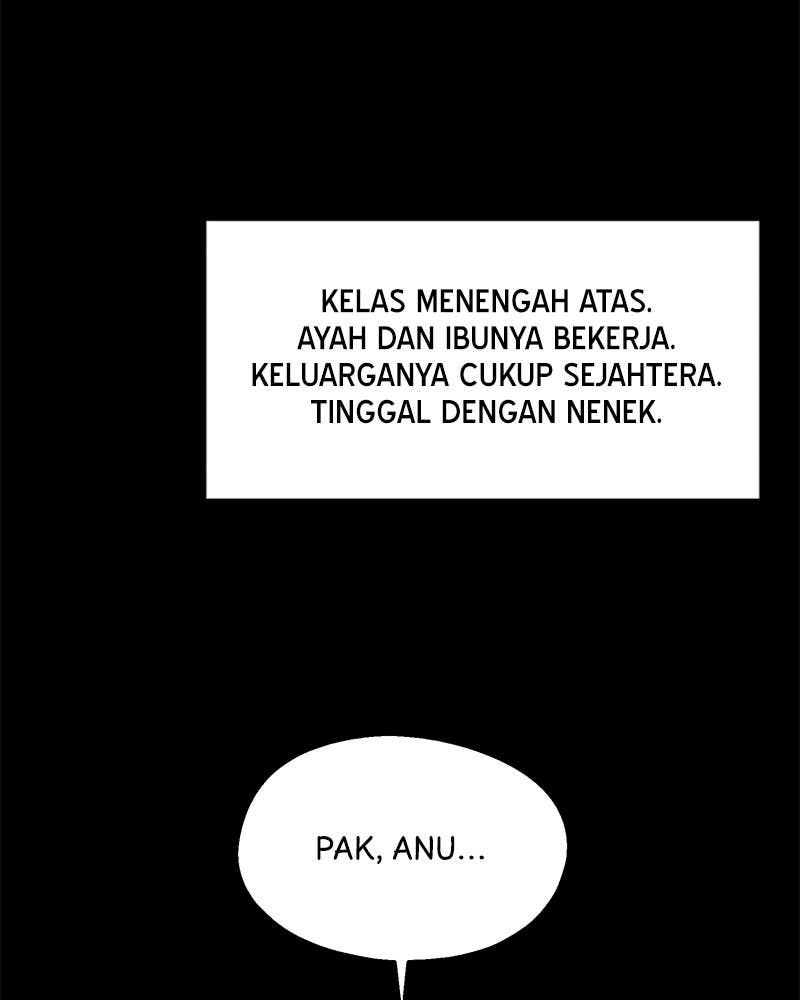 KELAS MENENGAH ATAS.
AYAH DAN IBUNYA BEKERJA.
KELUARGANYA CUKUP SEJAHTERA.
TINGGAL DENGAN NENEK.
PAK, ANU...